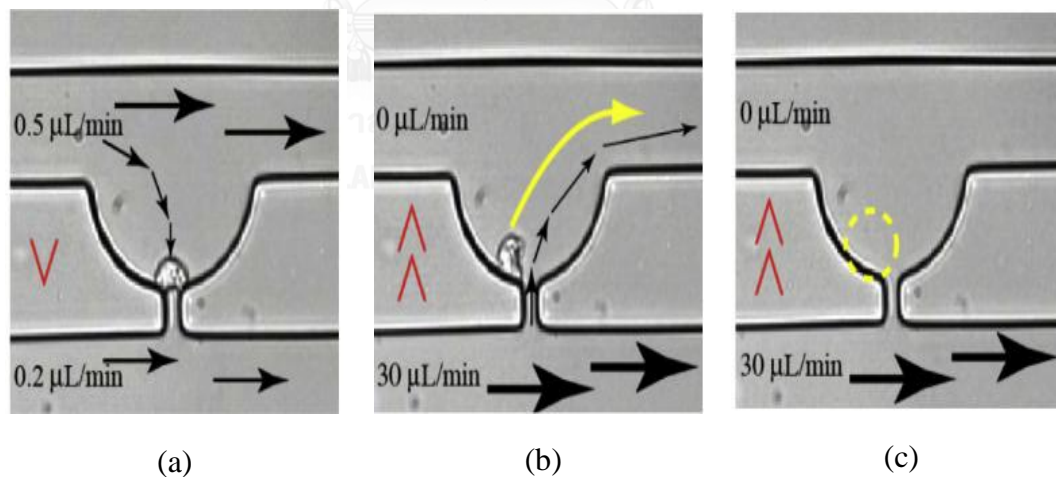 0.5 μL/min
0.2 μL/min
0 μL/min
30 μL/min
0 μL/min
30 μL/min
(a)
(b)
(c)